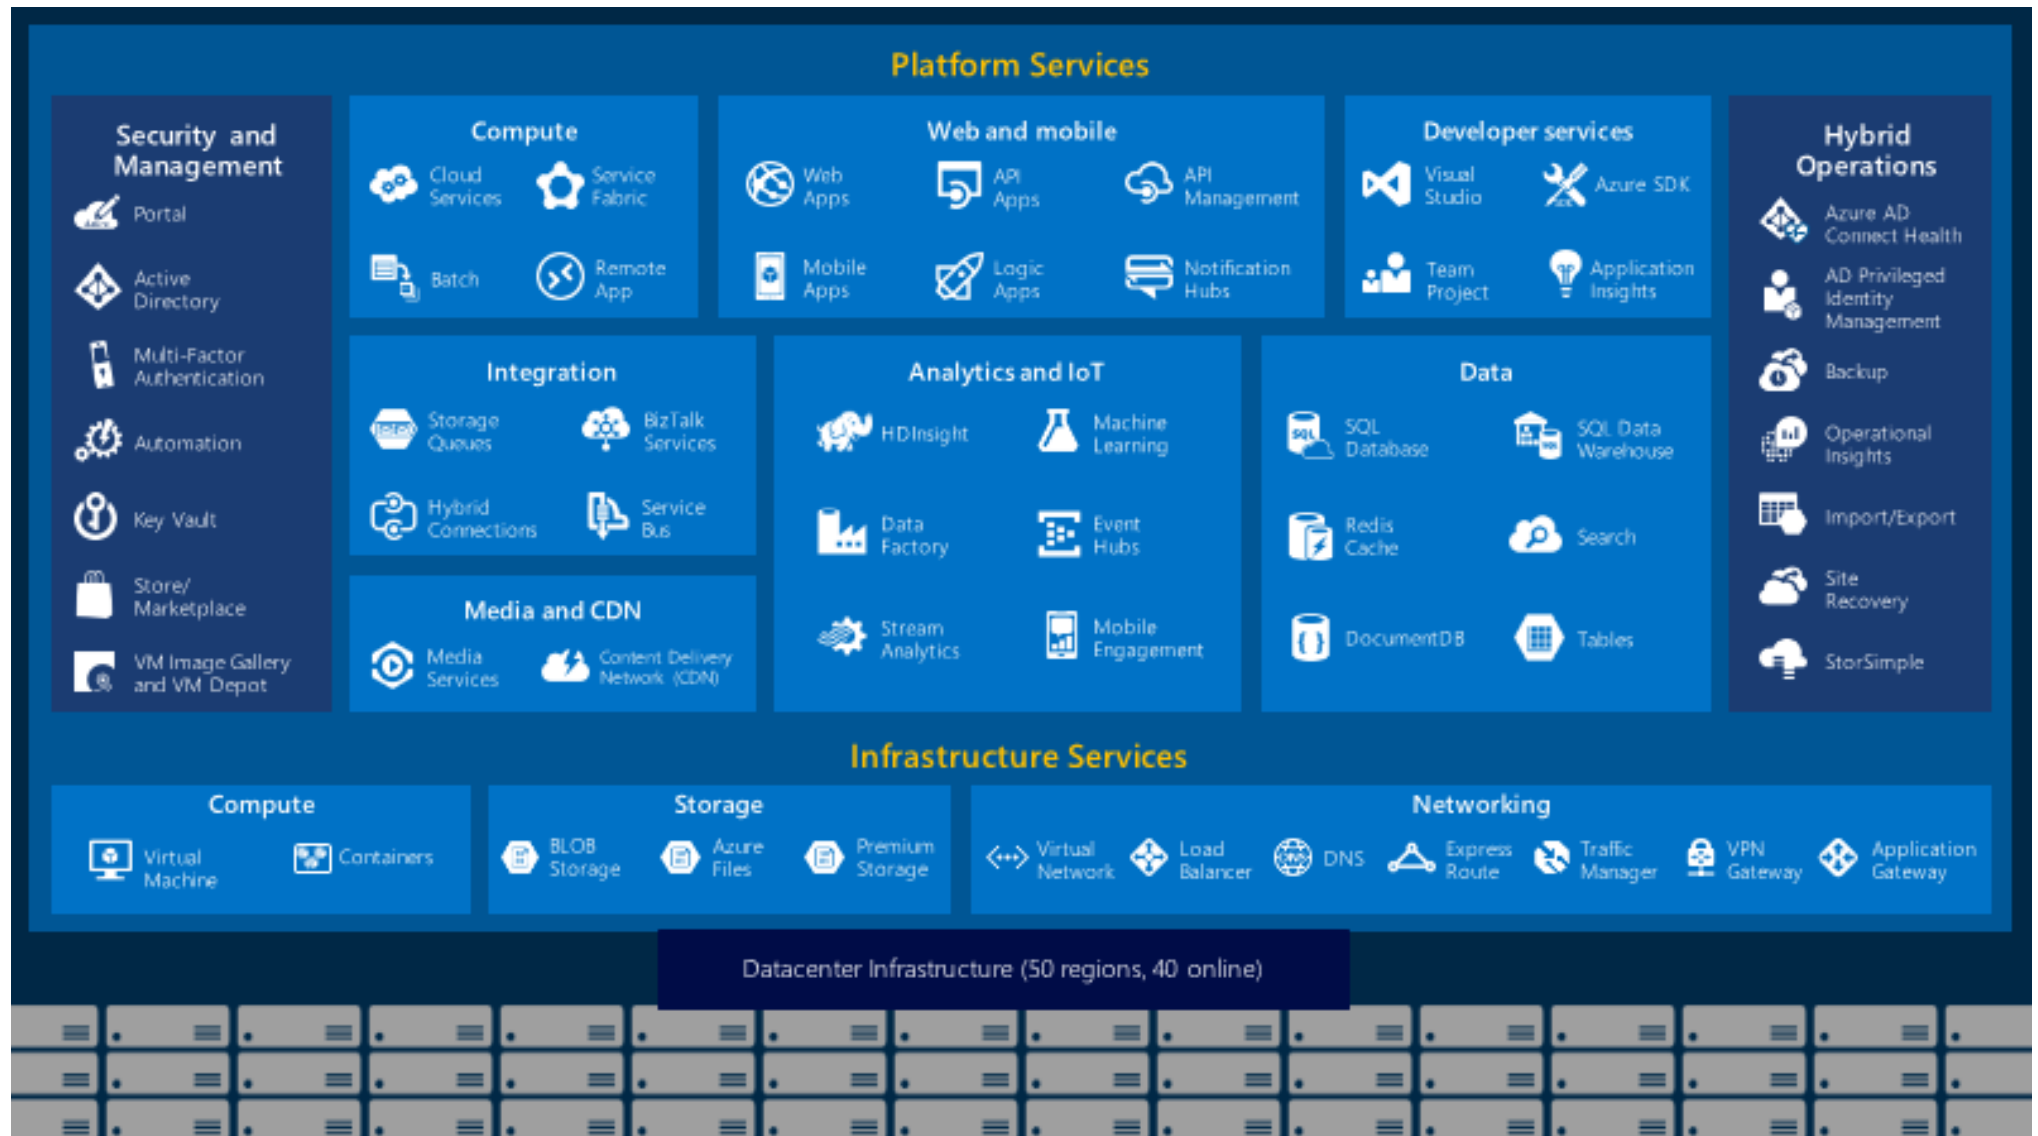 Platform Services
Security and
Management
Portal
Active
Directory
Multi-Factor
Authentication
Automation
Key Vault
Store/
Marketplace
VM Image Gallery
and VM Depot
Compute
Cloud
Services
Service
Fabric
Batch
Remote
App
Web and mobile
Web
Apps
API
Apps
API
Management
Mobile
Apps
Logic
Apps
Notification
Hubs
Developer services
Visual
Studio
Azure SDK
Team
Project
Application
Insights
Hybrid
Operations
Azure AD
Connect Health
AD Privileged
Identity
Management
Backup
Operational
Insights
Import/Export
Site
Recovery
StorSimple
Integration
Storage
Queues
BizTalk
Services
Hybrid
Connections
Service
Bus
Media and CDN
Media
Services
Content Delivery
Network (CDN)
Analytics and IoT
HDInsight
Machine
Learning
Data
Factory
Event
Hubs
Stream
Analytics
Mobile
Engagement
Data
SQL
SQL
Database
SQL Data
Warehouse
Redis
Cache
Search
DocumentDB
Tables
Infrastructure Services
Compute
Virtual
Machine
Containers
Storage
BLOB
Storage
Azure
Files
Premium
Storage
Networking
Virtual
Network
Load
Balancer
DNS
DNS
Express
Route
Traffic
Manager
VPN
Gateway
Application
Gateway
Datacenter Infrastructure (50 regions, 40 online)